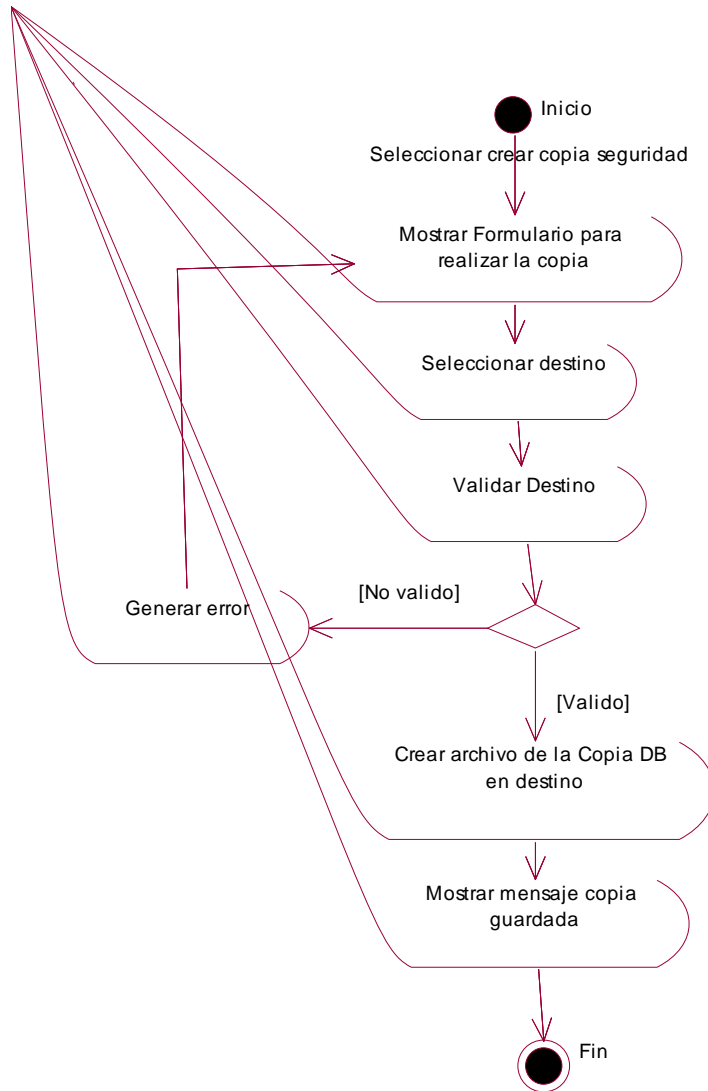 Inicio
Seleccionar crear copia seguridad
Mostrar Formulario para
realizar la copia
Seleccionar destino
Validar Destino
[No valido]
Generar error
[Valido]
Crear archivo de la Copia DB
en destino
Mostrar mensaje copia
guardada
Fin